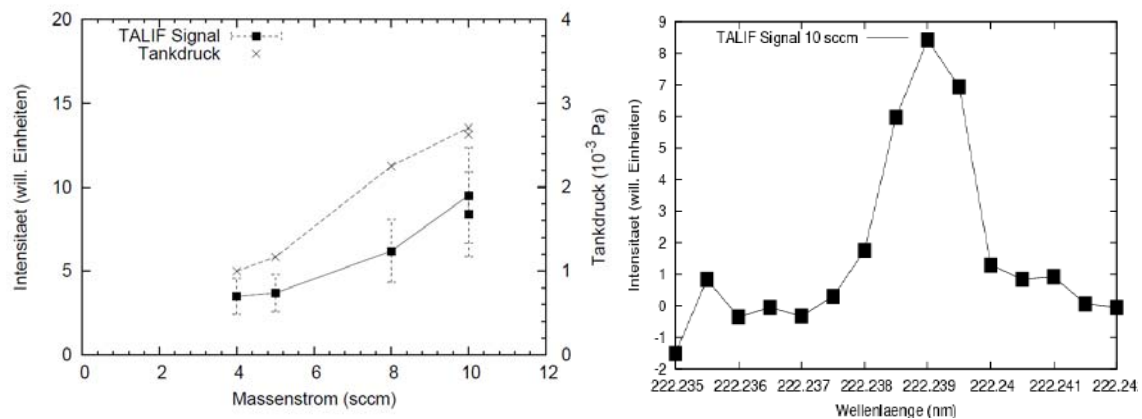 20
15
10
5
0
Intensitaet (will. Einheiten)
TALIF Signal
Tankdruck
4
3
2
1
0
Tankdruck (10⁻³ Pa)
0 2 4 6 8 10 12
Massenstrom (sccm)
9
8
7
6
5
4
3
2
1
0
-1
-2
Intensitaet (will. Einheiten)
TALIF Signal 10 sccm
222.235 222.236 222.237 222.238 222.239 222.24 222.241 222.24
Wellenlaenge (nm)